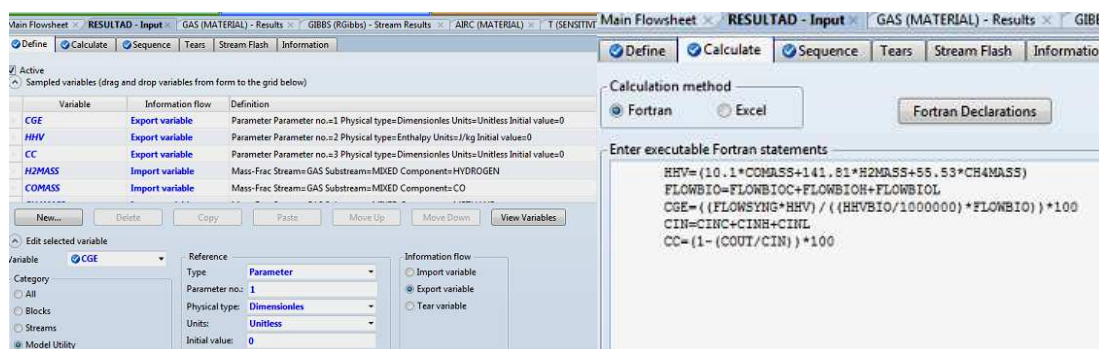 Main Flowsheet × RESULTAD - Input × GAS (MATERIAL) - Results × GIBBS (RGibbs) - Stream Results × AIRC (MATERIAL) × T (SENSITIVI
Define Calculate Sequence Tears Stream Flash Information
Active
Sampled variables (drag and drop variables from form to the grid below)
Variable Information flow Definition
CGE Export variable Parameter Parameter no.=1 Physical type=Dimensionles Units=Unitless Initial value=0
HHV Export variable Parameter Parameter no.=2 Physical type=Enthalpy Units=J/kg Initial value=0
CC Export variable Parameter Parameter no.=3 Physical type=Dimensionles Units=Unitless Initial value=0
H2MASS Import variable Mass-Frac Stream=GAS Substream=MIXED Component=HYDROGEN
COMASS Import variable Mass-Frac Stream=GAS Substream=MIXED Component=CO
New... Delete Copy Paste Move Up Move Down View Variables
Edit selected variable
Variable CGE
Category
All
Blocks
Streams
Model Utility
Reference
Type Parameter
Parameter no.: 1
Physical type: Dimensionles
Units: Unitless
Initial value: 0
Information flow
Import variable
Export variable
Tear variable
Main Flowsheet × RESULTAD - Input × GAS (MATERIAL) - Results × GIBB
Define Calculate Sequence Tears Stream Flash Informatio
Calculation method
Fortran Excel
Fortran Declarations
Enter executable Fortran statements
HHV=(10.1*COMASS+141.81*H2MASS+55.53*CH4MASS)
FLOWBIO=FLOWBIOC+FLOWBIOH+FLOWBIOL
CGE=((FLOWSYNG*HHV)/((HHVBIO/1000000)*FLOWBIO))*100
CIN=CINC+CINH+CINL
CC=(1-(COUT/CIN))*100